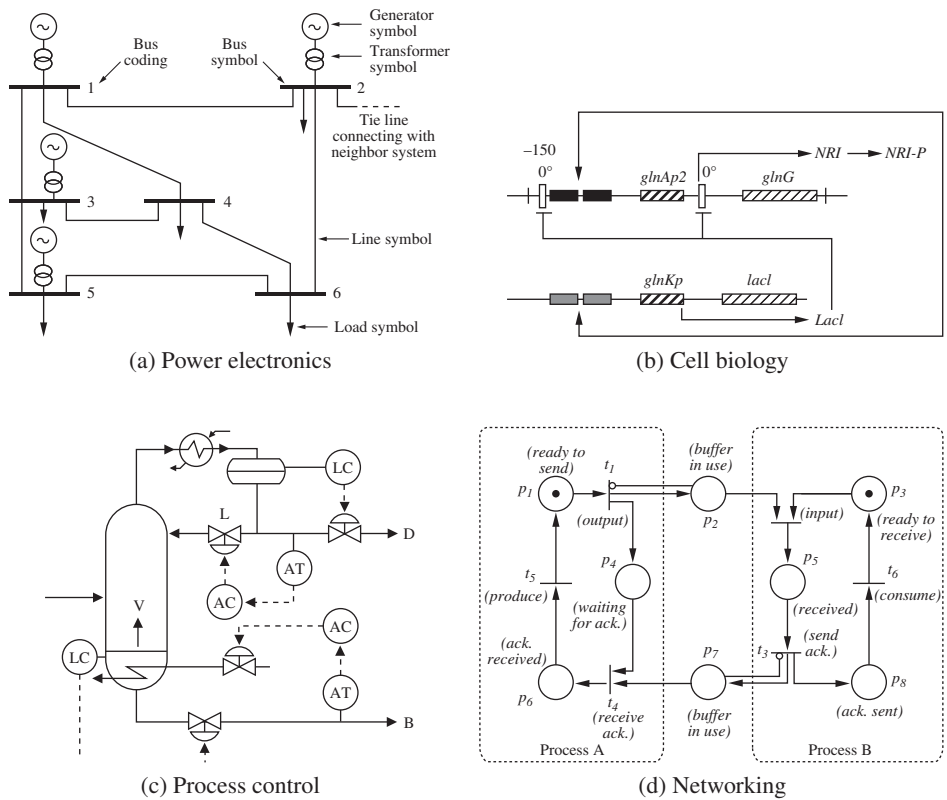 Generator
symbol
Bus
coding
Bus
symbol
Transformer
symbol
1
2
Tie line
connecting with
neighbor system
3
4
Line symbol
5
6
Load symbol
(a) Power electronics
–150
0°
glnAp2
0°
glnG
NRI
NRI-P
glnKp
lacl
Lacl
(b) Cell biology
LC
L
D
AT
AC
V
AC
LC
AT
B
(c) Process control
(ready to
send)
t1
(buffer
in use)
p1
p2
p3
(output)
(input)
(ready to
receive)
p4
p5
t5
(produce)
t6
(consume)
(waiting
for ack.)
(received)
(ack.
received)
(send
ack.)
p7
t3
p6
t4
p8
(receive
ack.)
(buffer
in use)
(ack. sent)
Process A
Process B
(d) Networking